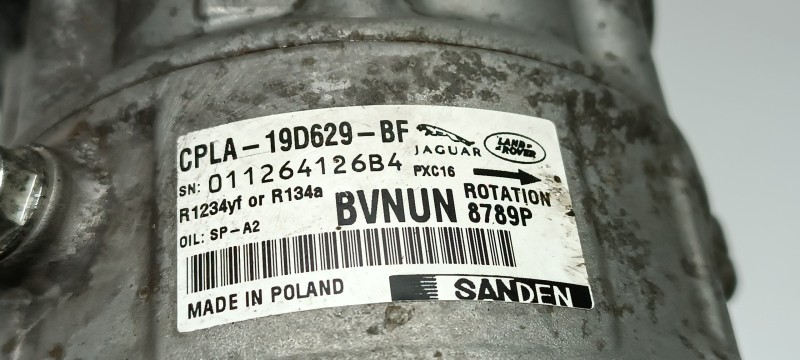 CPLA-19D629-BF JAGUAR LAND-ROVER
SN: 011264126B4 PXC16
R1234yf or R134a BVNUN ROTATION
OIL: SP-A2 8789P
MADE IN POLAND SANDEN